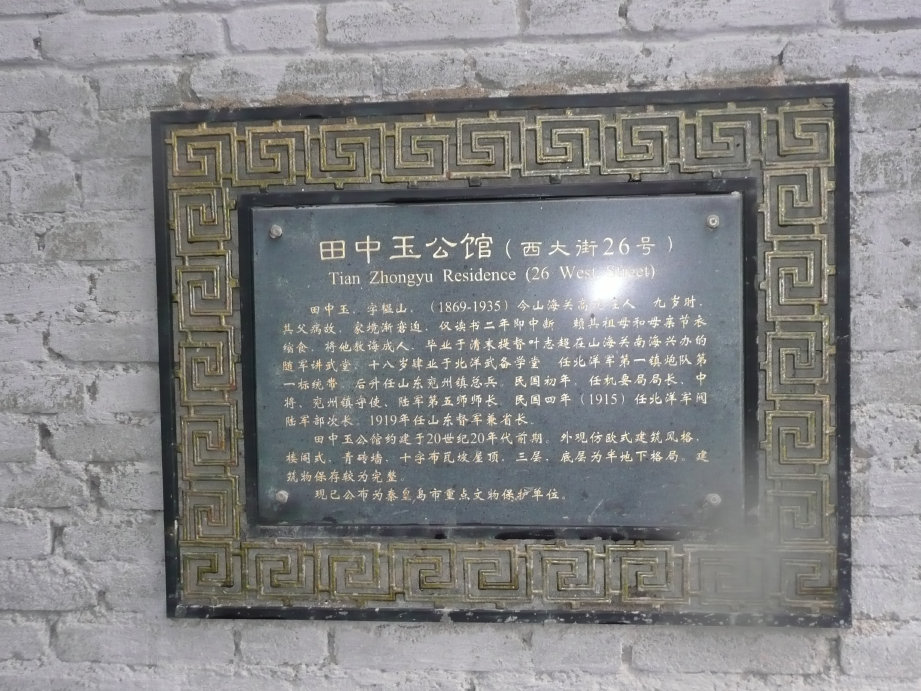 田中玉公馆（西大街26号）
Tian Zhongyu Residence (26 West Street)
田中玉，字韫山，（1869-1935）今山海关高 庄人 九岁时，
其父病故，家境渐窘迫，仅读书二年即中断 赖其祖母和母亲节衣
缩食，将他教诲成人，毕业于清末提督叶志超在山海关南海兴办的
随军讲武堂，十八岁肄业于北洋武备学堂 任北洋军第一镇炮队第
一标统带，后升任山东兖州镇总兵，民国初年，任机要局局长，中
将，兖州镇守使，陆军第五师师长，民国四年（1915）任北洋军阀
陆军部次长，1919年任山东督军兼省长。
田中玉公馆约建于20世纪20年代前期。外观仿欧式建筑风格，
楼阁式，青砖墙，十字布瓦坡屋顶，三层，底层为半地下格局。建
筑物保存较为完整。
现已公布为秦皇岛市重点文物保护单位。